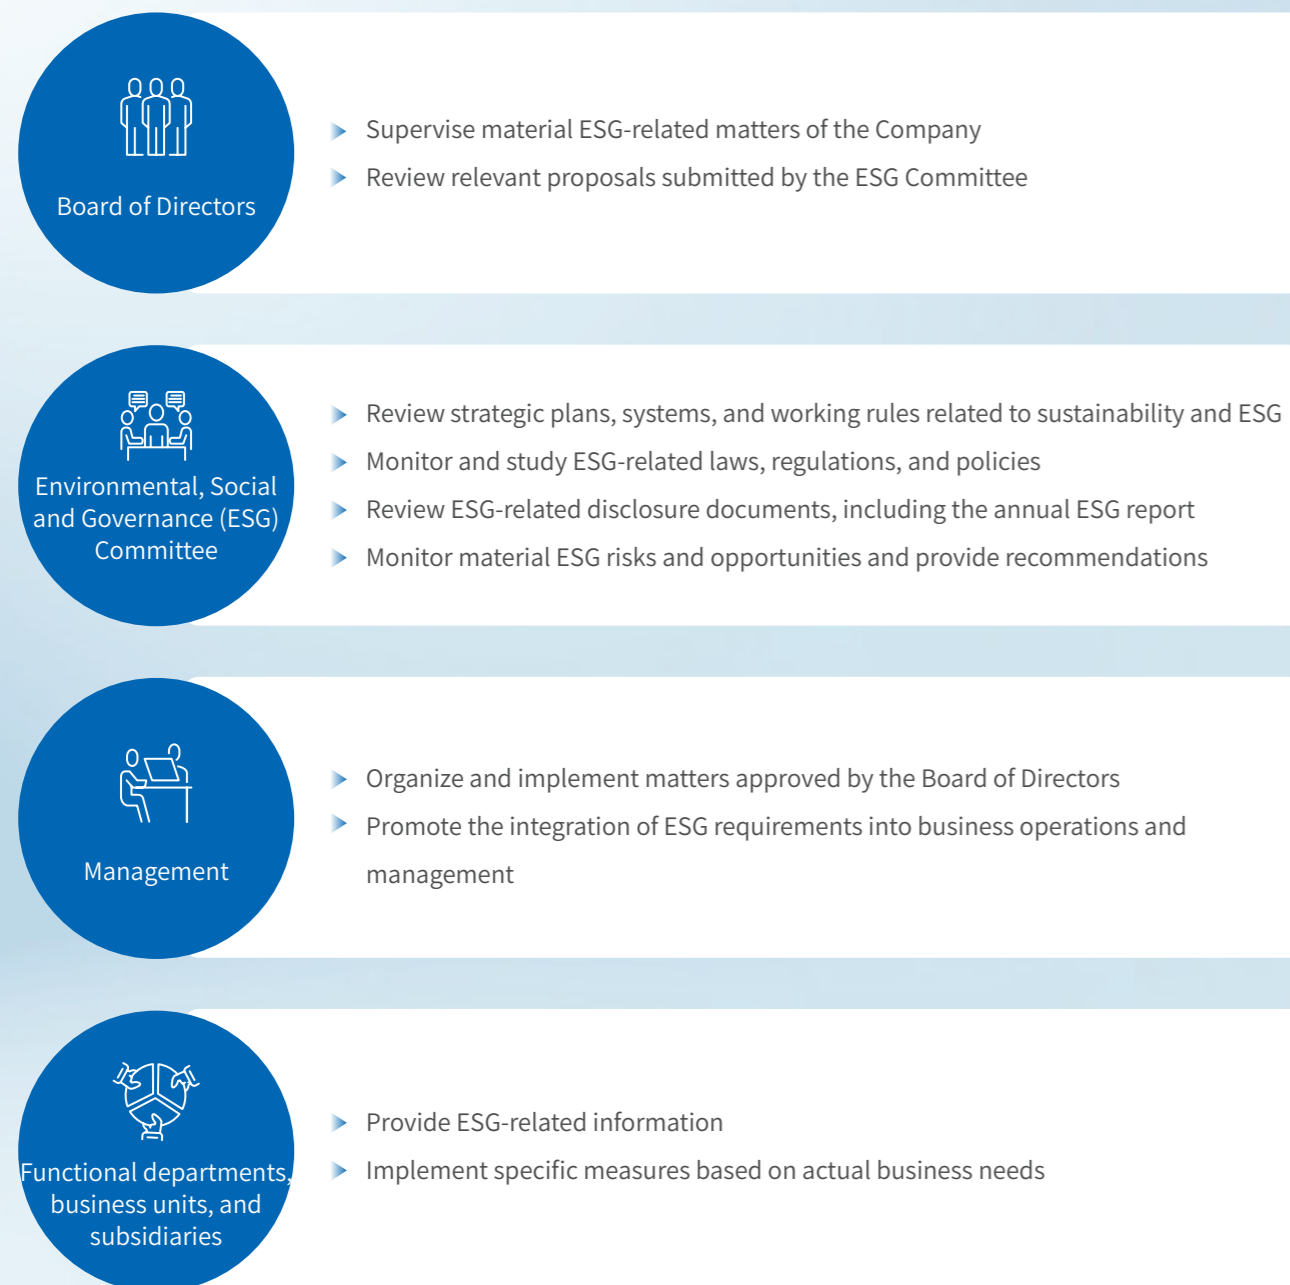 Board of Directors
Supervise material ESG-related matters of the Company
Review relevant proposals submitted by the ESG Committee
Environmental, Social
and Governance (ESG)
Committee
Review strategic plans, systems, and working rules related to sustainability and ESG
Monitor and study ESG-related laws, regulations, and policies
Review ESG-related disclosure documents, including the annual ESG report
Monitor material ESG risks and opportunities and provide recommendations
Management
Organize and implement matters approved by the Board of Directors
Promote the integration of ESG requirements into business operations and
management
Functional departments,
business units, and
subsidiaries
Provide ESG-related information
Implement specific measures based on actual business needs